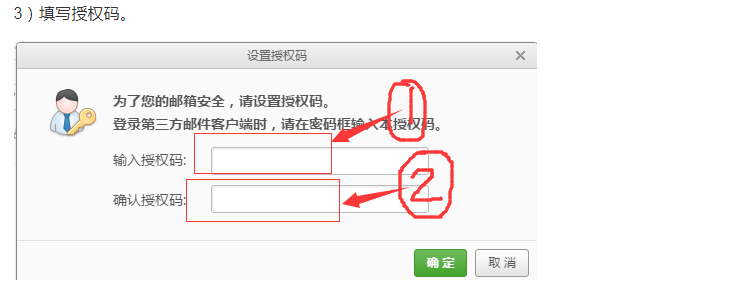 3）填写授权码。
设置授权码
为了您的邮箱安全，请设置授权码。
登录第三方邮件客户端时，请在密码框输入本授权码。
1
输入授权码:
确认授权码:
2
确 定
取 消